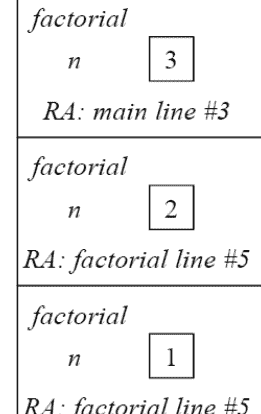 factorial
n 3
RA: main line #3
factorial
n 2
RA: factorial line #5
factorial
n 1
RA: factorial line #5